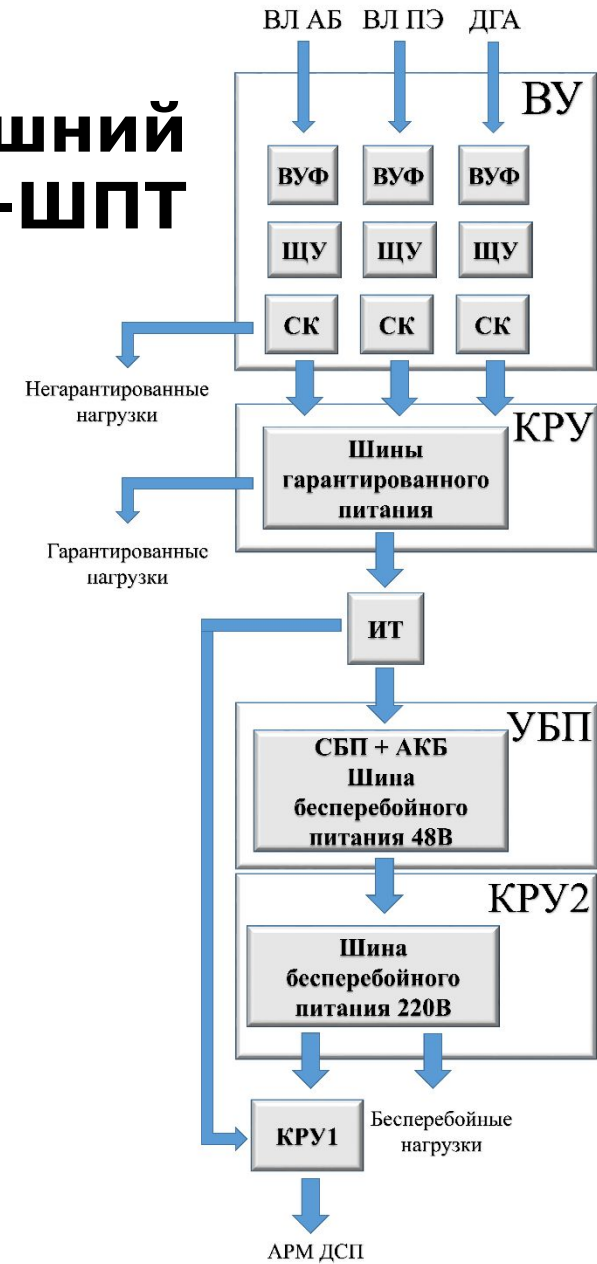 ВЛ АБ ВЛ ПЭ ДГА
шний
-ШПТ
ВУ
ВУФ ВУФ ВУФ
ЩУ ЩУ ЩУ
СК СК СК
Негарантированные
нагрузки
КРУ
Шины
гарантированного
питания
Гарантированные
нагрузки
ИТ
УБП
СБП + АКБ
Шина
бесперебойного
питания 48В
КРУ2
Шина
бесперебойного
питания 220В
КРУ1
Бесперебойные
нагрузки
АРМ ДСП